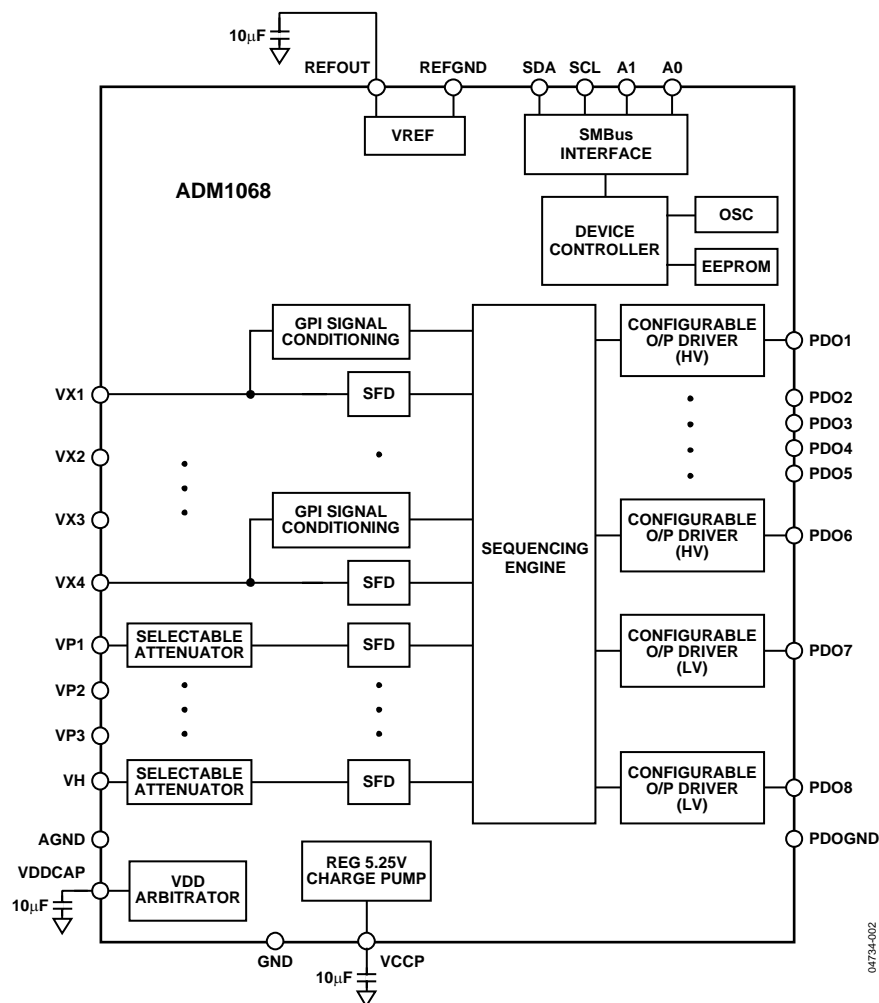 10µF
REFOUT REFGND SDA SCL A1 A0
VREF
SMBus
INTERFACE
ADM1068
DEVICE
CONTROLLER
OSC
EEPROM
GPI SIGNAL
CONDITIONING
CONFIGURABLE
O/P DRIVER
(HV)
PDO1
VX1
SFD
PDO2
PDO3
PDO4
PDO5
VX2
VX3
GPI SIGNAL
CONDITIONING
SEQUENCING
ENGINE
CONFIGURABLE
O/P DRIVER
(HV)
PDO6
VX4
SFD
VP1
SELECTABLE
ATTENUATOR
SFD
CONFIGURABLE
O/P DRIVER
(LV)
PDO7
VP2
VP3
VH
SELECTABLE
ATTENUATOR
SFD
CONFIGURABLE
O/P DRIVER
(LV)
PDO8
AGND
PDOGND
VDDCAP
10µF
VDD
ARBITRATOR
REG 5.25V
CHARGE PUMP
GND
VCCP
10µF
04734-002